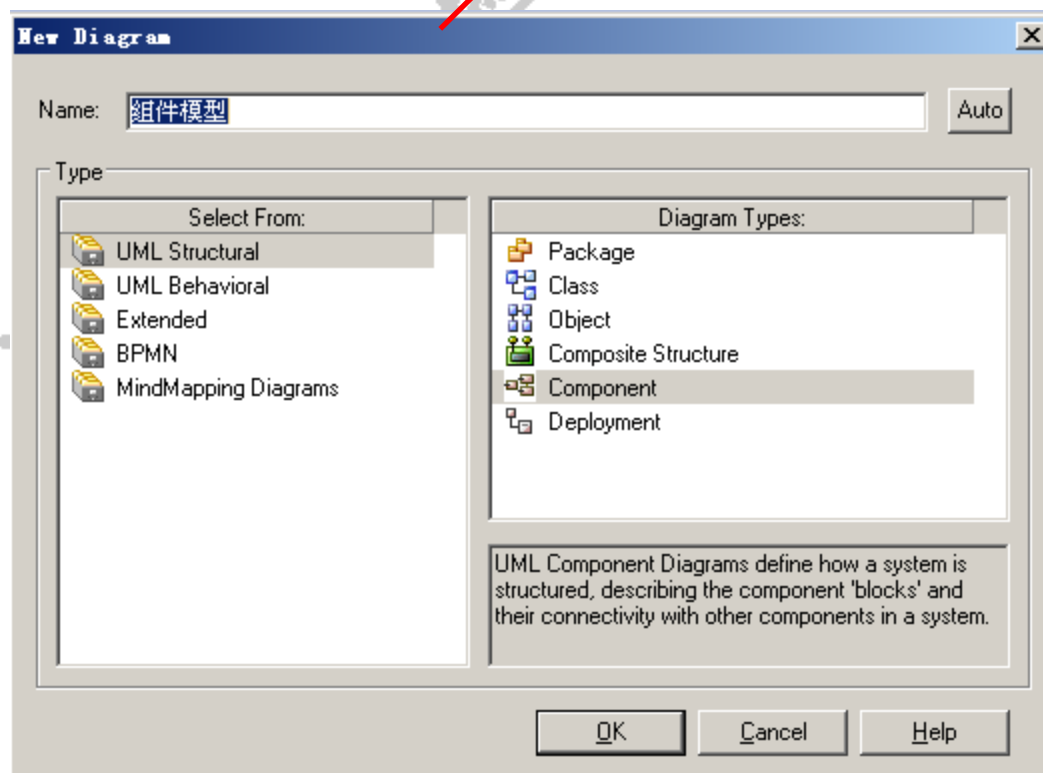 New Diagram
Name: 组件模型 Auto
Type
Select From:
UML Structural
UML Behavioral
Extended
BPMN
MindMapping Diagrams
Diagram Types:
Package
Class
Object
Composite Structure
Component
Deployment
UML Component Diagrams define how a system is
structured, describing the component 'blocks' and
their connectivity with other components in a system.
OK Cancel Help